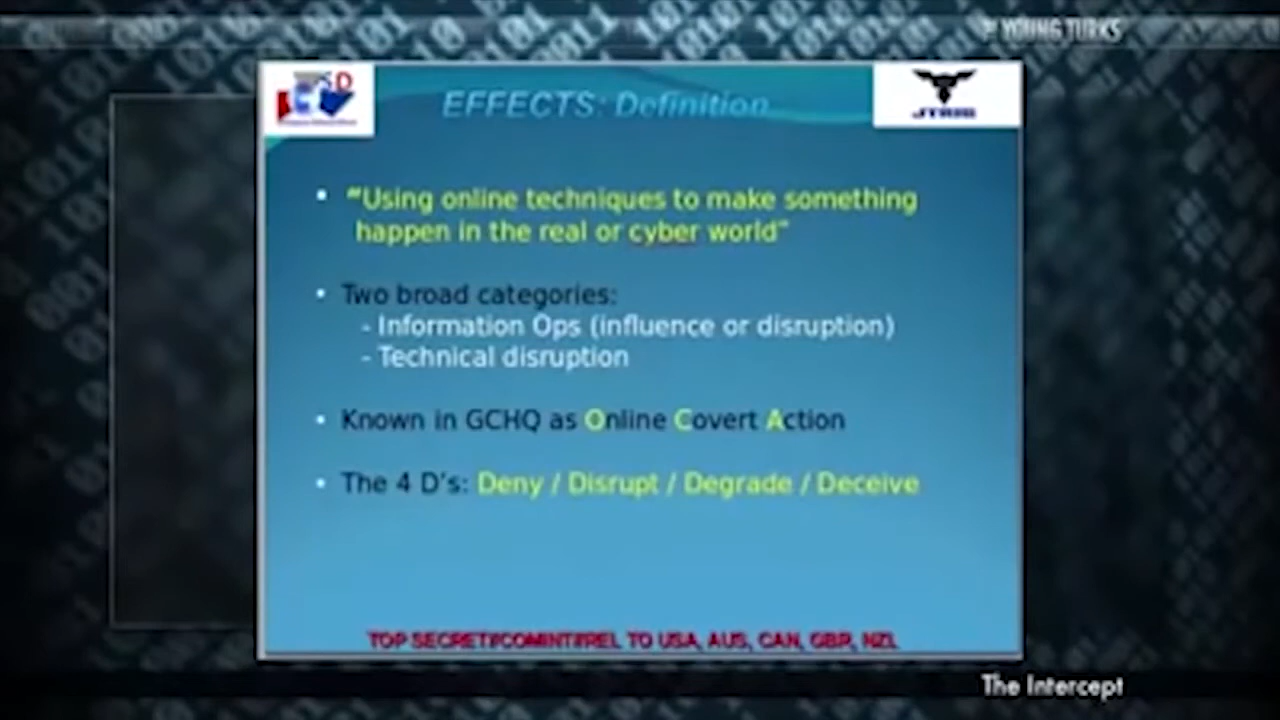 THE YOUNG TURKS
JTRIG
EFFECTS: Definition
• "Using online techniques to make something
happen in the real or cyber world"
• Two broad categories:
- Information Ops (influence or disruption)
- Technical disruption
• Known in GCHQ as Online Covert Action
• The 4 D's: Deny / Disrupt / Degrade / Deceive
TOP SECRET//COMINT//REL TO USA, AUS, CAN, GBR, NZL
The Intercept